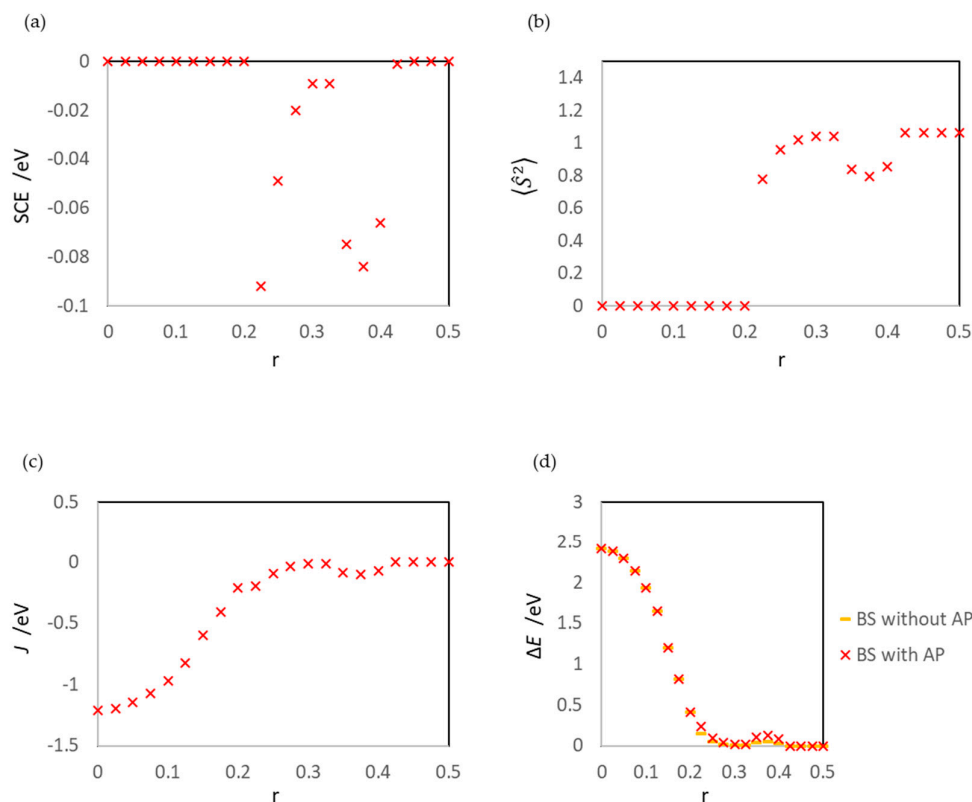 (a)
(b)
0
-0.02
-0.04
-0.06
-0.08
-0.1
SCE /eV
0 0.1 0.2 0.3 0.4 0.5
r
1.4
1.2
1
0.8
0.6
0.4
0.2
0
⟨Ŝ²⟩
0 0.1 0.2 0.3 0.4 0.5
r
(c)
(d)
0.5
0
-0.5
-1
-1.5
J /eV
0 0.1 0.2 0.3 0.4 0.5
r
3
2.5
2
1.5
1
0.5
0
ΔE /eV
0 0.1 0.2 0.3 0.4 0.5
r
BS without AP
BS with AP